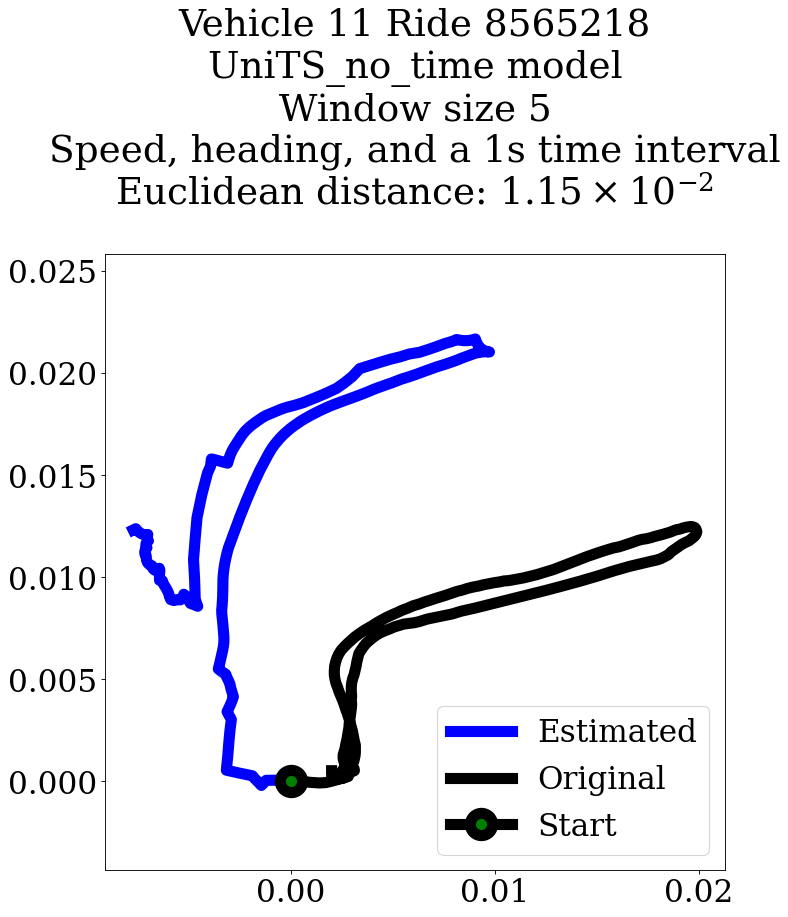 Vehicle 11 Ride 8565218
UniTS_no_time model
Window size 5
Speed, heading, and a 1s time interval
Euclidean distance: 1.15 × 10⁻²
0.025
0.020
0.015
0.010
0.005
0.000
Estimated
Original
Start
0.00 0.01 0.02